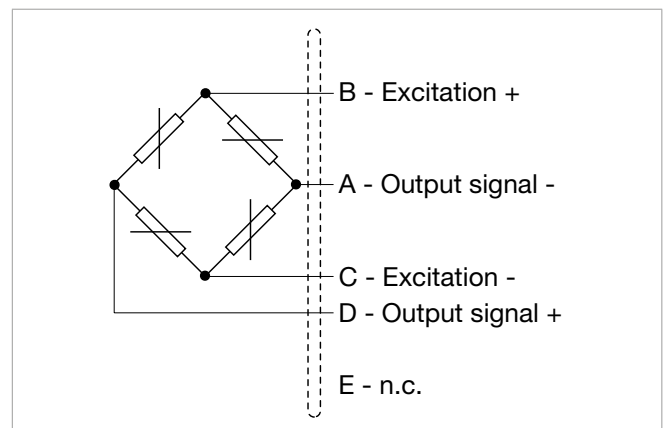 B - Excitation +
A - Output signal -
C - Excitation -
D - Output signal +
E - n.c.